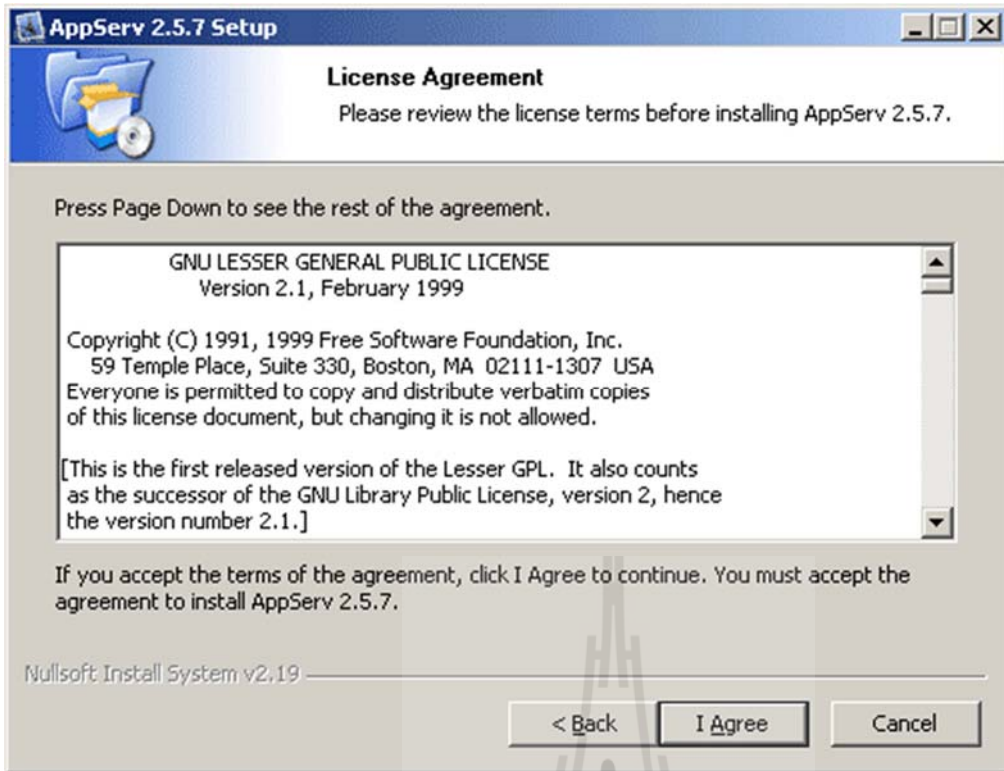 AppServ 2.5.7 Setup
License Agreement
Please review the license terms before installing AppServ 2.5.7.
Press Page Down to see the rest of the agreement.
GNU LESSER GENERAL PUBLIC LICENSE
Version 2.1, February 1999
Copyright (C) 1991, 1999 Free Software Foundation, Inc.
59 Temple Place, Suite 330, Boston, MA 02111-1307 USA
Everyone is permitted to copy and distribute verbatim copies
of this license document, but changing it is not allowed.
[This is the first released version of the Lesser GPL. It also counts
as the successor of the GNU Library Public License, version 2, hence
the version number 2.1.]
If you accept the terms of the agreement, click I Agree to continue. You must accept the
agreement to install AppServ 2.5.7.
Nullsoft Install System v2.19
< Back I Agree Cancel